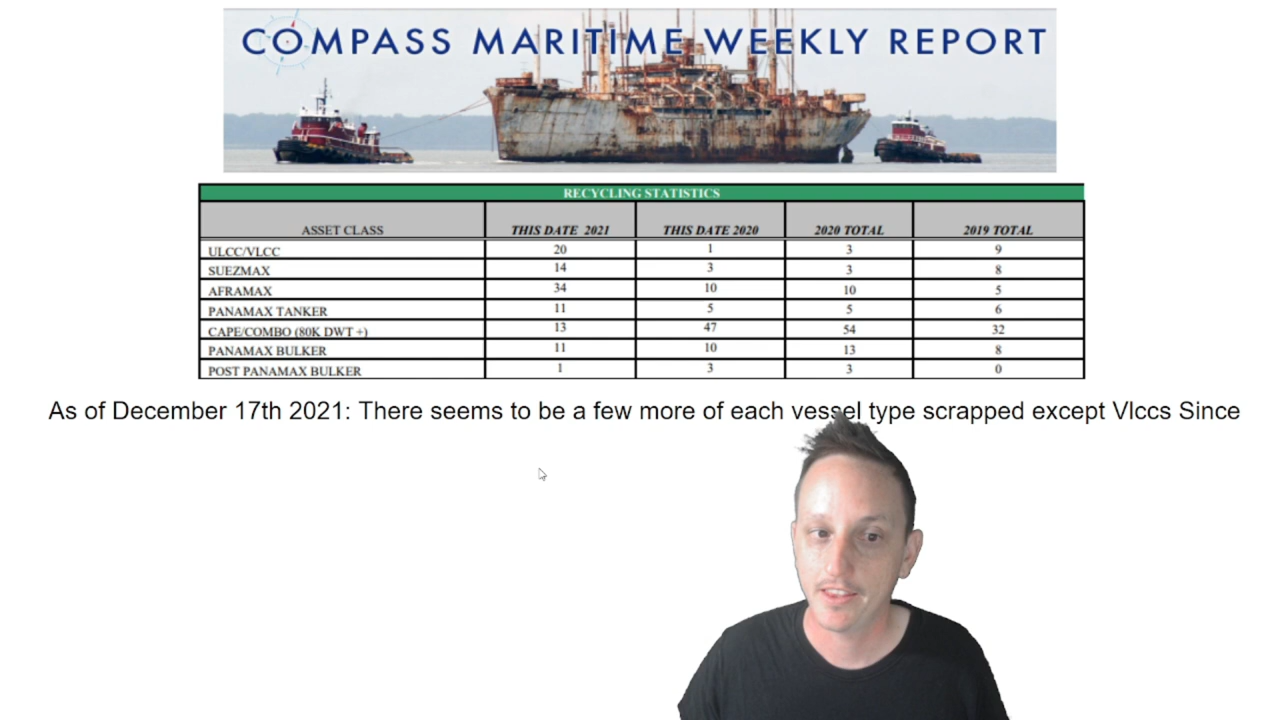 COMPASS MARITIME WEEKLY REPORT
RECYCLING STATISTICS
ASSET CLASS THIS DATE 2021 THIS DATE 2020 2020 TOTAL 2019 TOTAL
ULCC/VLCC 20 1 3 9
SUEZMAX 14 3 3 8
AFRAMAX 34 10 10 5
PANAMAX TANKER 11 5 5 6
CAPE/COMBO (80K DWT +) 13 47 54 32
PANAMAX BULKER 11 10 13 8
POST PANAMAX BULKER 1 3 3 0
As of December 17th 2021: There seems to be a few more of each vessel type scrapped except Vlccs Since